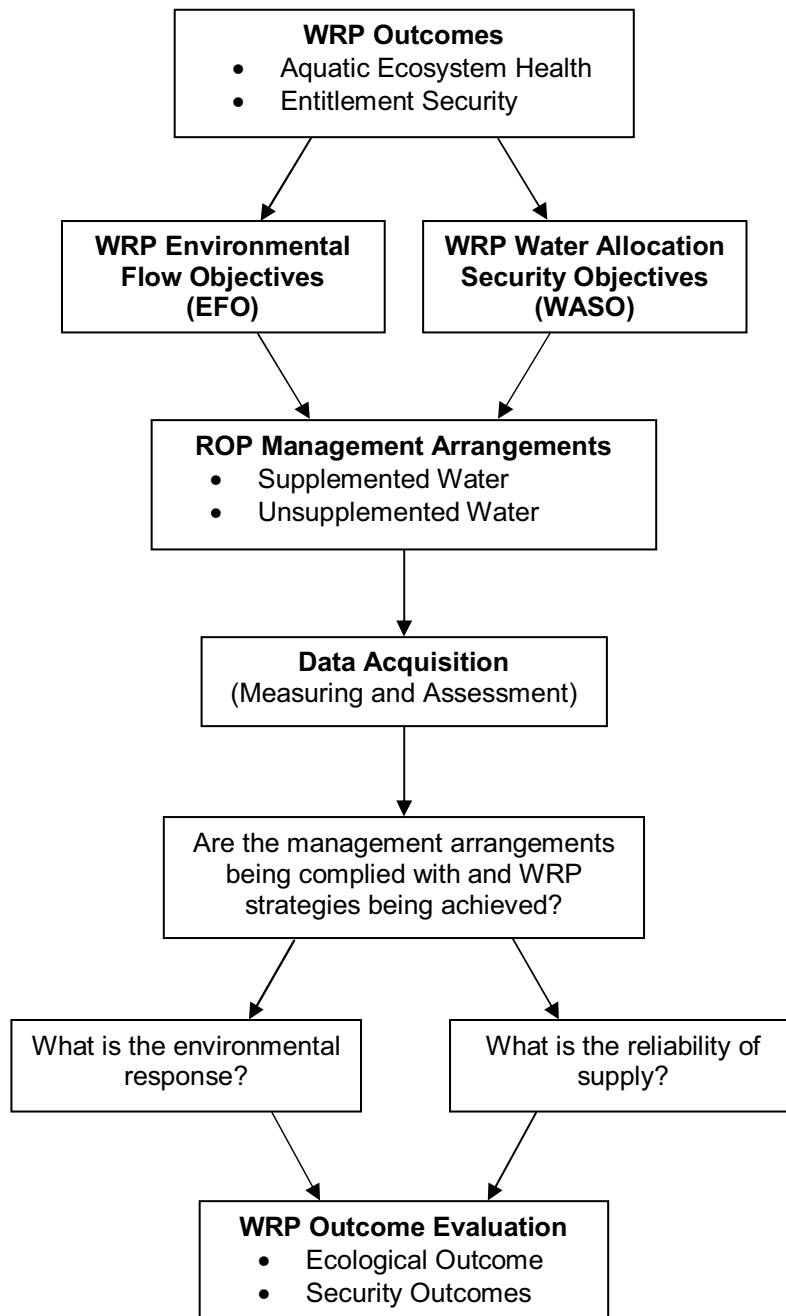 WRP Outcomes
• Aquatic Ecosystem Health
• Entitlement Security
WRP Environmental
Flow Objectives
(EFO)
WRP Water Allocation
Security Objectives
(WASO)
ROP Management Arrangements
• Supplemented Water
• Unsupplemented Water
Data Acquisition
(Measuring and Assessment)
Are the management arrangements
being complied with and WRP
strategies being achieved?
What is the environmental
response?
What is the reliability of
supply?
WRP Outcome Evaluation
• Ecological Outcome
• Security Outcomes